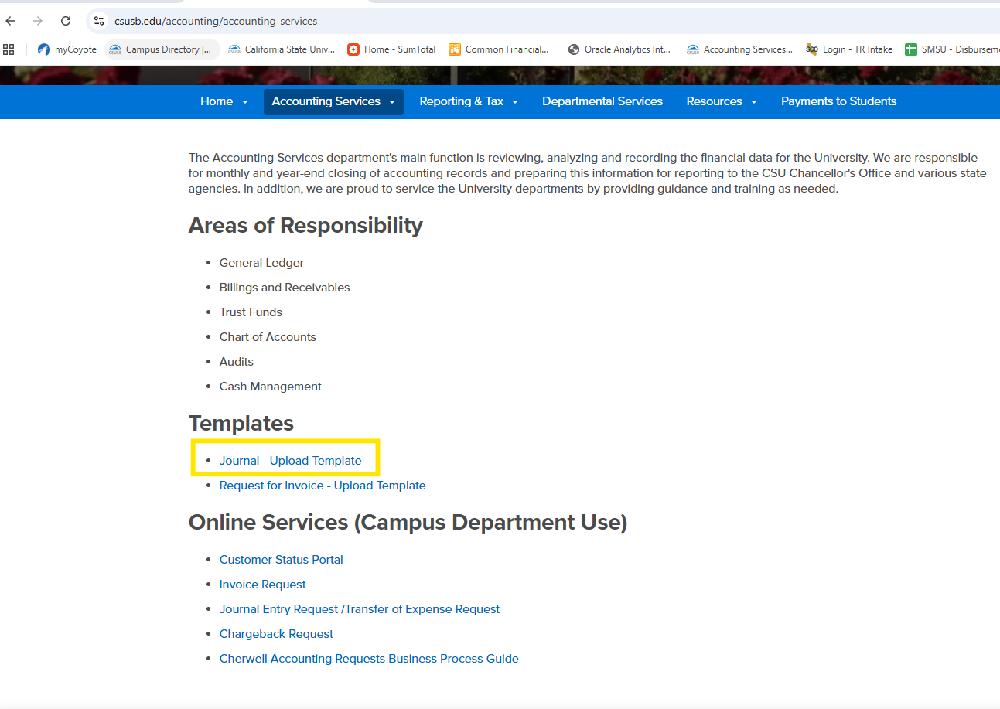 csusb.edu/accounting/accounting-services
myCoyote
Campus Directory |...
California State Univ...
Home - SumTotal
Common Financial...
Oracle Analytics Int...
Accounting Services...
Login - TR Intake
SMSU - Disburseme
Home
Accounting Services
Reporting & Tax
Departmental Services
Resources
Payments to Students
The Accounting Services department's main function is reviewing, analyzing and recording the financial data for the University. We are responsible
for monthly and year-end closing of accounting records and preparing this information for reporting to the CSU Chancellor's Office and various state
agencies. In addition, we are proud to service the University departments by providing guidance and training as needed.
Areas of Responsibility
• General Ledger
• Billings and Receivables
• Trust Funds
• Chart of Accounts
• Audits
• Cash Management
Templates
• Journal - Upload Template
• Request for Invoice - Upload Template
Online Services (Campus Department Use)
• Customer Status Portal
• Invoice Request
• Journal Entry Request /Transfer of Expense Request
• Chargeback Request
• Cherwell Accounting Requests Business Process Guide